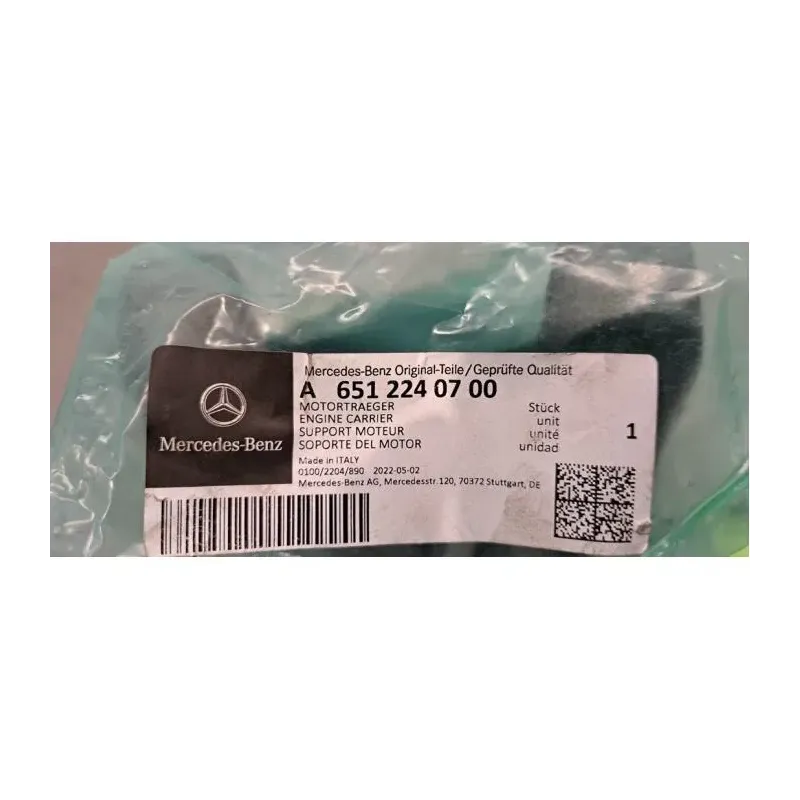 Mercedes-Benz Original-Teile/Geprüfte Qualität
A 651 224 07 00
MOTORTRAEGER Stück
ENGINE CARRIER unit
SUPPORT MOTEUR unité 1
SOPORTE DEL MOTOR unidad
Mercedes-Benz
Made in ITALY
0100/2204/890 2022-05-02
Mercedes-Benz AG, Mercedesstr.120, 70372 Stuttgart, DE